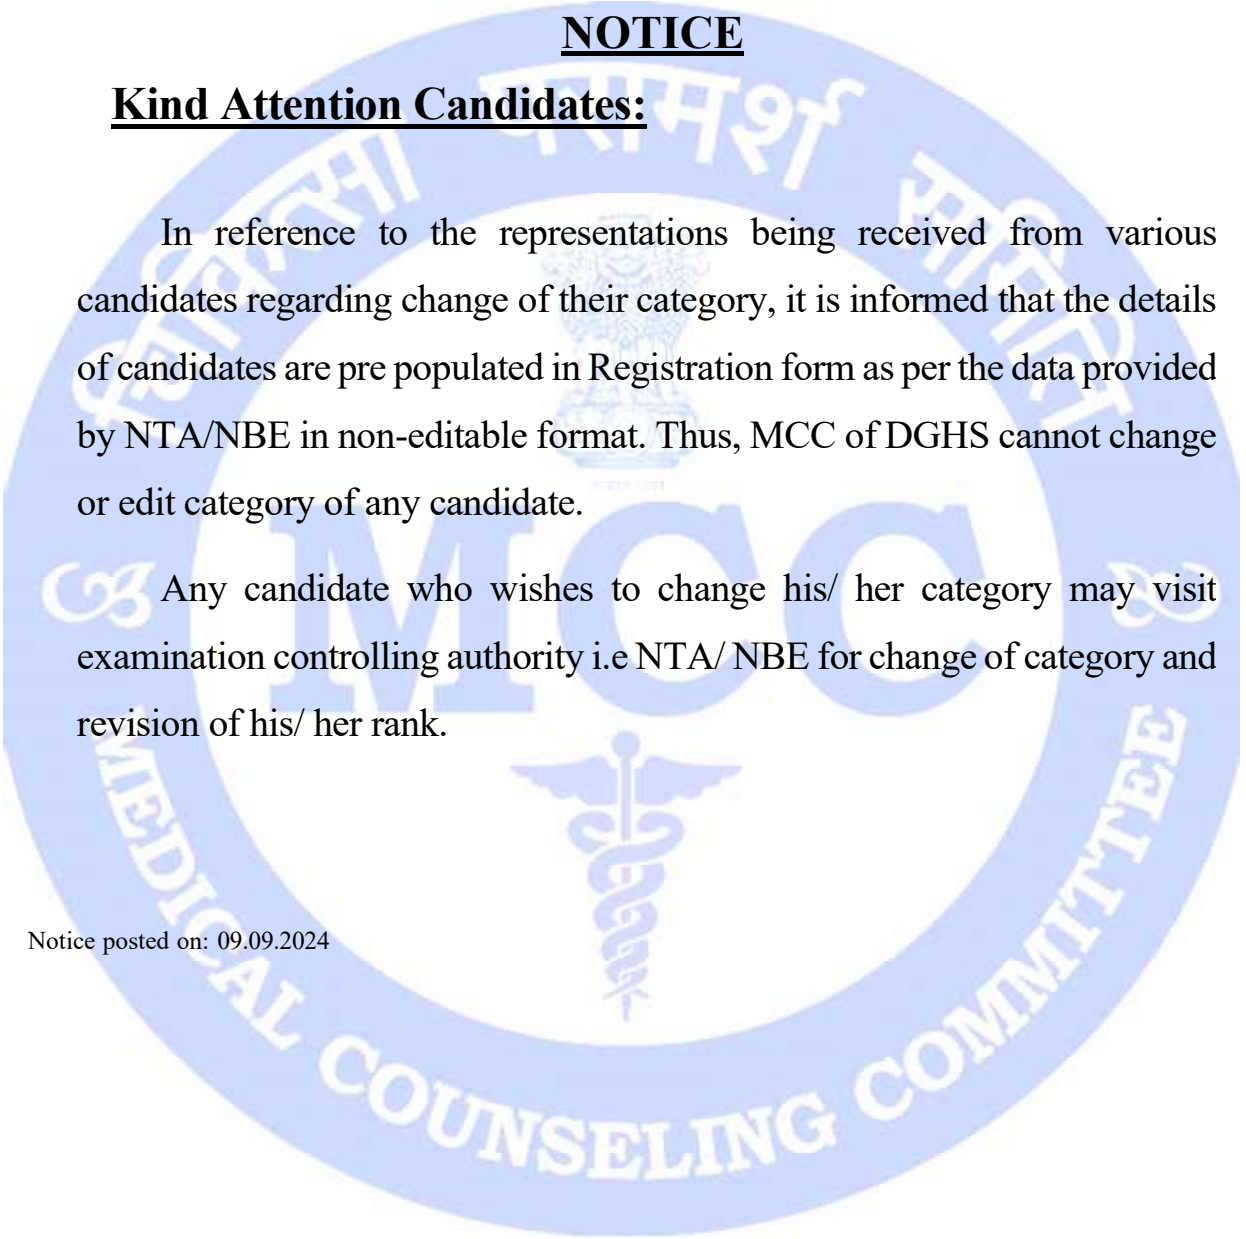 NOTICE
Kind Attention Candidates:
चिकित्सा परामर्श समिति
In reference to the representations being received from various
candidates regarding change of their category, it is informed that the details
of candidates are pre populated in Registration form as per the data provided
by NTA/NBE in non-editable format. Thus, MCC of DGHS cannot change
or edit category of any candidate.
MCC
Any candidate who wishes to change his/ her category may visit
examination controlling authority i.e NTA/ NBE for change of category and
revision of his/ her rank.
Notice posted on: 09.09.2024
MEDICAL COUNSELING COMMITTEE